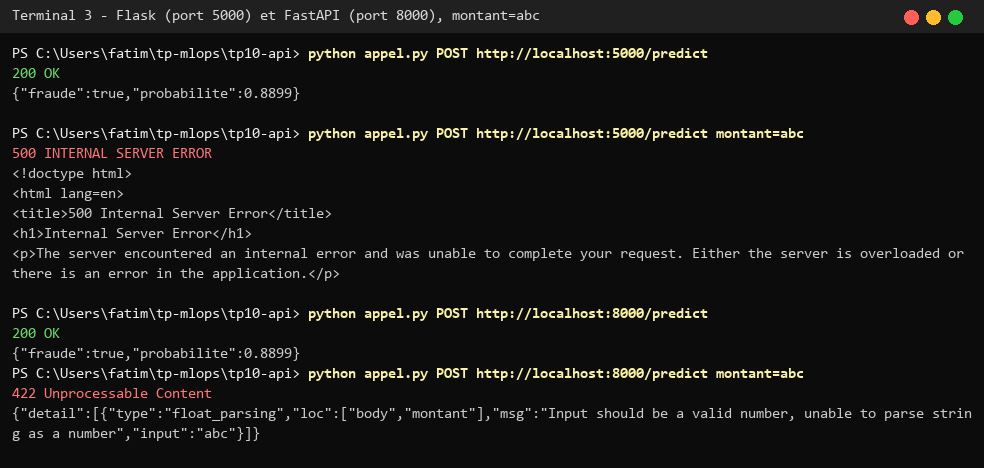 Terminal 3 - Flask (port 5000) et FastAPI (port 8000), montant=abc
PS C:\Users\fatim\tp-mlops\tp10-api> python appel.py POST http://localhost:5000/predict
200 OK
{"fraude":true,"probabilite":0.8899}
PS C:\Users\fatim\tp-mlops\tp10-api> python appel.py POST http://localhost:5000/predict montant=abc
500 INTERNAL SERVER ERROR
<!doctype html>
<html lang=en>
<title>500 Internal Server Error</title>
<h1>Internal Server Error</h1>
<p>The server encountered an internal error and was unable to complete your request. Either the server is overloaded or
there is an error in the application.</p>
PS C:\Users\fatim\tp-mlops\tp10-api> python appel.py POST http://localhost:8000/predict
200 OK
{"fraude":true,"probabilite":0.8899}
PS C:\Users\fatim\tp-mlops\tp10-api> python appel.py POST http://localhost:8000/predict montant=abc
422 Unprocessable Content
{"detail":[{"type":"float_parsing","loc":["body","montant"],"msg":"Input should be a valid number, unable to parse strin
g as a number","input":"abc"}]}